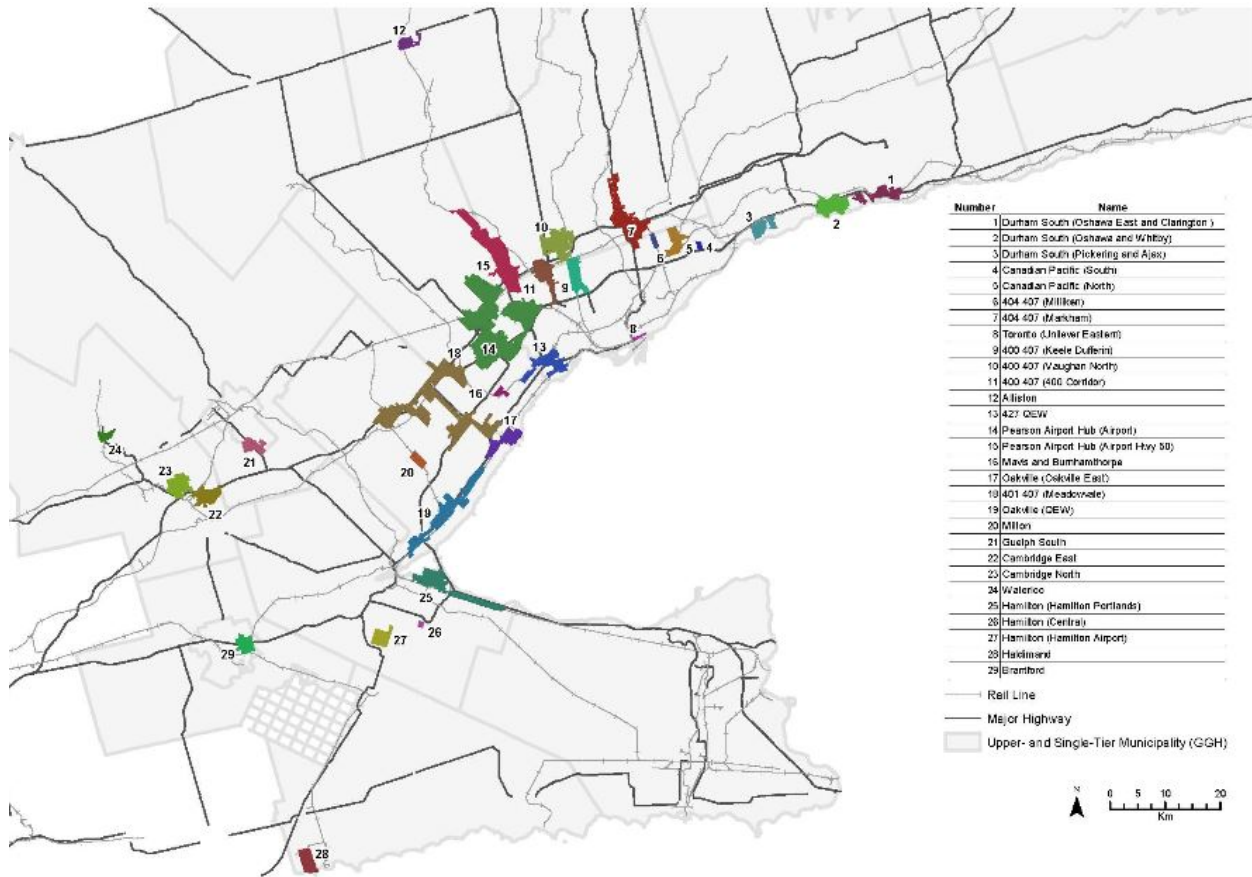 12
1
2
3
10
7
5
4
6
15
11
9
8
14
13
18
16
17
24
21
23
20
22
19
25
26
27
29
28
Number Name
1 Durham South (Oshawa East and Clarington )
2 Durham South (Oshawa and Whitby)
3 Durham South (Pickering and Ajax)
4 Canadian Pacific (South)
5 Canadian Pacific (North)
6 404 407 (Milliken)
7 404 407 (Markham)
8 Toronto (Unilever Eastern)
9 400 407 (Keele Dufferin)
10 400 407 (Vaughan North)
11 400 407 (400 Corridor)
12 Alliston
13 427 QEW
14 Pearson Airport Hub (Airport)
15 Pearson Airport Hub (Airport Hwy 50)
16 Mavis and Burnhamthorpe
17 Oakville (Oakville East)
18 401 407 (Meadowvale)
19 Oakville (QEW)
20 Milton
21 Guelph South
22 Cambridge East
23 Cambridge North
24 Waterloo
25 Hamilton (Hamilton Portlands)
26 Hamilton (Central)
27 Hamilton (Hamilton Airport)
28 Haldimand
29 Brantford
Rail Line
Major Highway
Upper- and Single-Tier Municipality (GGH)
N
0 5 10 20
Km